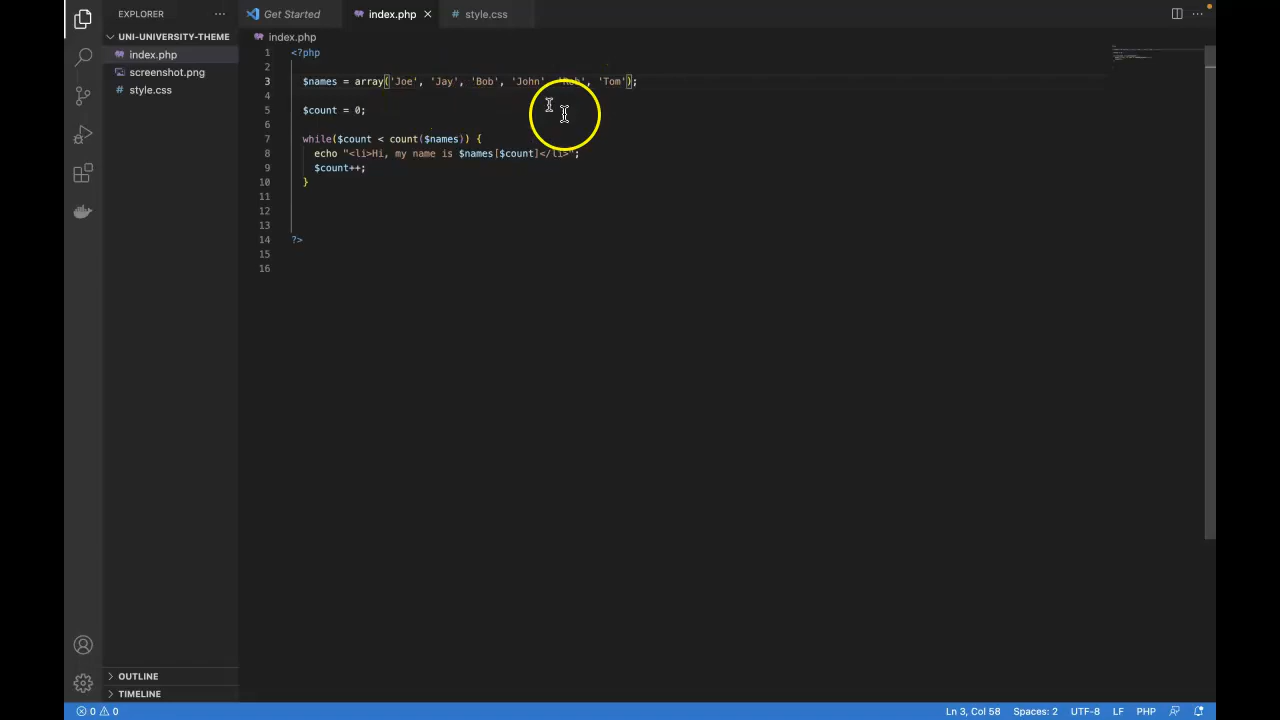 EXPLORER
···
Get Started
index.php
style.css
···
UNI-UNIVERSITY-THEME
index.php
index.php
screenshot.png
style.css
1 <?php
2
3 $names = array('Joe', 'Jay', 'Bob', 'John', 'Rob', 'Tom');
4
5 $count = 0;
6
7 while($count < count($names)) {
8 echo "<li>Hi, my name is $names[$count]</li>";
9 $count++;
10 }
11
12
13
14 ?>
15
16
OUTLINE
TIMELINE
0 0
Ln 3, Col 58 Spaces: 2 UTF-8 LF PHP